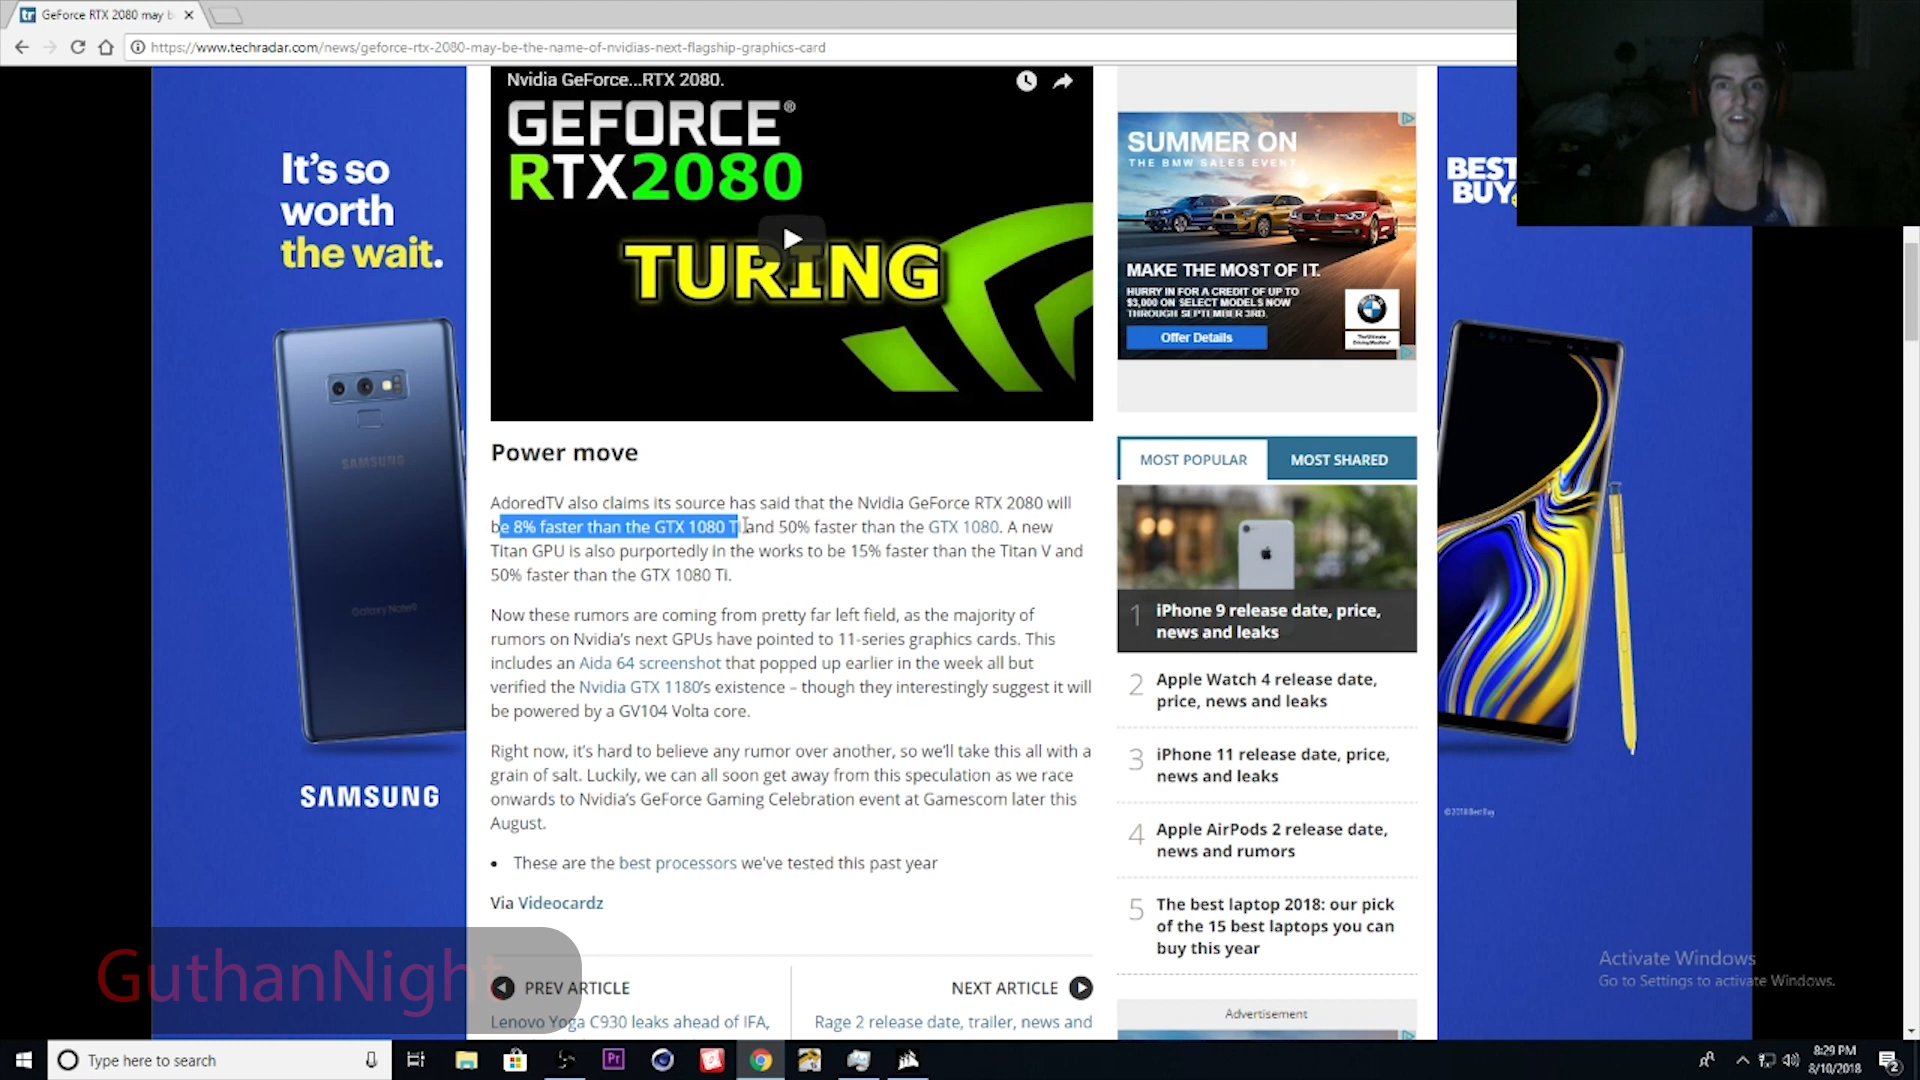 GeForce RTX 2080 may b
https://www.techradar.com/news/geforce-rtx-2080-may-be-the-name-of-nvidias-next-flagship-graphics-card
Nvidia GeForce...RTX 2080.
GEFORCE®
RTX2080
TURING
It's so
worth
the wait.
SAMSUNG
Galaxy Note9
SAMSUNG
SUMMER ON
THE BMW SALES EVENT
MAKE THE MOST OF IT.
HURRY IN FOR A CREDIT OF UP TO
$3,000 ON SELECT MODELS NOW
THROUGH SEPTEMBER 3RD.
Offer Details
BMW
The Ultimate
Driving Machine®
BEST
BUY
©2018 Best Buy
Power move
AdoredTV also claims its source has said that the Nvidia GeForce RTX 2080 will
be 8% faster than the GTX 1080 Ti and 50% faster than the GTX 1080. A new
Titan GPU is also purportedly in the works to be 15% faster than the Titan V and
50% faster than the GTX 1080 Ti.
Now these rumors are coming from pretty far left field, as the majority of
rumors on Nvidia's next GPUs have pointed to 11-series graphics cards. This
includes an Aida 64 screenshot that popped up earlier in the week all but
verified the Nvidia GTX 1180's existence – though they interestingly suggest it will
be powered by a GV104 Volta core.
Right now, it's hard to believe any rumor over another, so we'll take this all with a
grain of salt. Luckily, we can all soon get away from this speculation as we race
onwards to Nvidia's GeForce Gaming Celebration event at Gamescom later this
August.
• These are the best processors we've tested this past year
Via Videocardz
PREV ARTICLE
Lenovo Yoga C930 leaks ahead of IFA,
NEXT ARTICLE
Rage 2 release date, trailer, news and
MOST POPULAR
MOST SHARED
1 iPhone 9 release date, price,
news and leaks
2 Apple Watch 4 release date,
price, news and leaks
3 iPhone 11 release date, price,
news and leaks
4 Apple AirPods 2 release date,
news and rumors
5 The best laptop 2018: our pick
of the 15 best laptops you can
buy this year
Advertisement
Activate Windows
Go to Settings to activate Windows.
GuthanNight
Type here to search
Pr
8:29 PM
8/10/2018
2